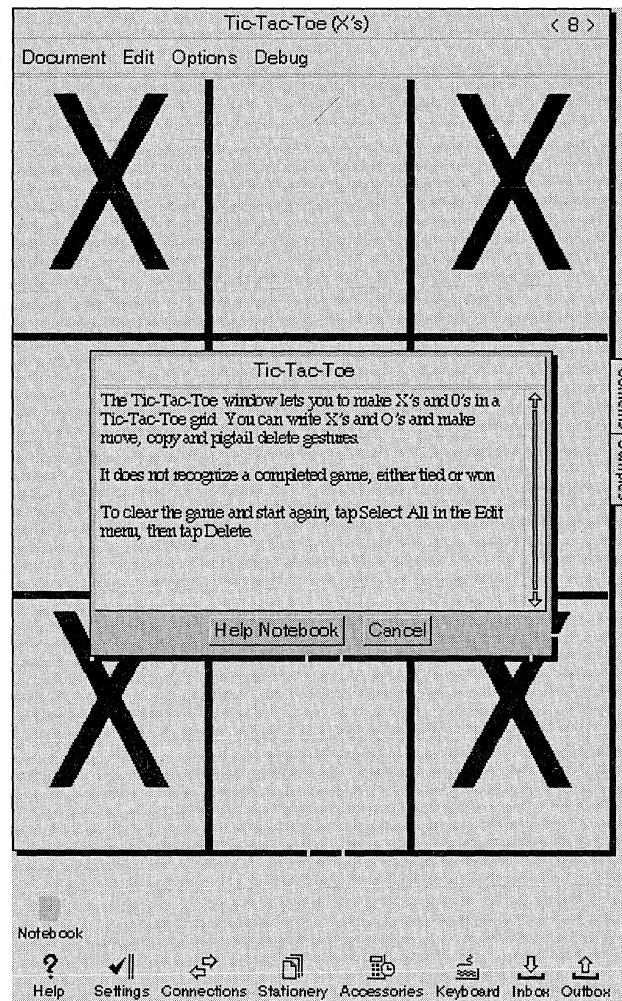 Tic-Tac-Toe (X's) < 8 >
Document Edit Options Debug
X X
Tic-Tac-Toe
The Tic-Tac-Toe window lets you to make X's and 0's in a
Tic-Tac-Toe grid. You can write X's and O's and make
move, copy and pigtail delete gestures.
It does not recognize a completed game, either tied or won
To clear the game and start again, tap Select All in the Edit
menu, then tap Delete.
Help Notebook Cancel
X X
Samples
Notebook
? Help Settings Connections Stationery Accessories Keyboard Inbox Outbox